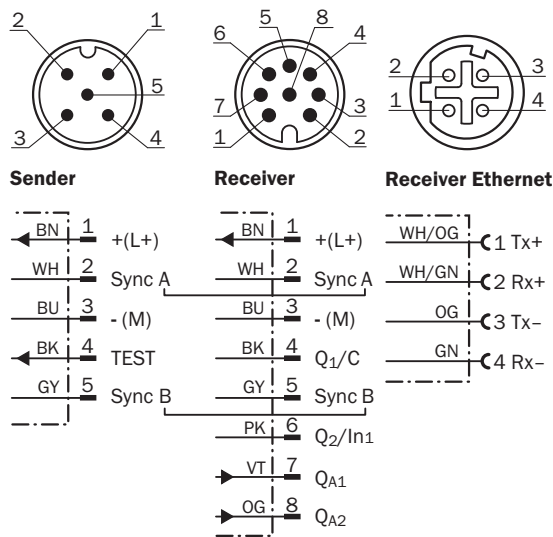 2 1 5 3 4
5 8 6 4 7 3 1 2
2 3 1 4
Sender
Receiver
Receiver Ethernet
BN 1 +(L+)
WH 2 Sync A
BU 3 - (M)
BK 4 TEST
GY 5 Sync B
BN 1 +(L+)
WH 2 Sync A
BU 3 - (M)
BK 4 Q1/C
GY 5 Sync B
PK 6 Q2/In1
VT 7 QA1
OG 8 QA2
WH/OG 1 Tx+
WH/GN 2 Rx+
OG 3 Tx–
GN 4 Rx–